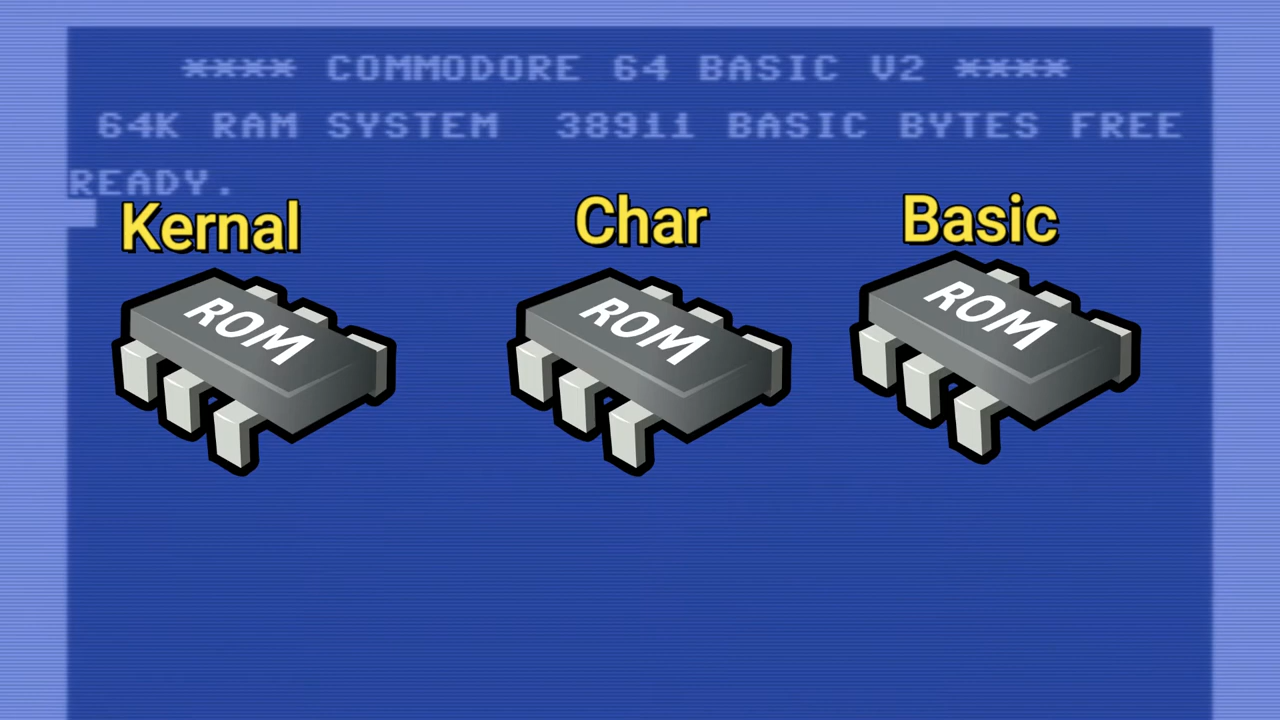 **** COMMODORE 64 BASIC V2 ****
64K RAM SYSTEM 38911 BASIC BYTES FREE
READY.
Kernal Char Basic
ROM ROM ROM